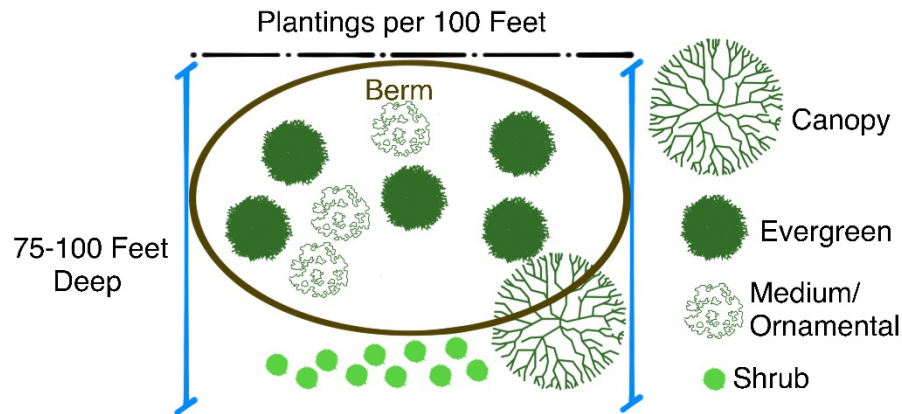 Plantings per 100 Feet
Berm
Canopy
75-100 Feet
Deep
Evergreen
Medium/
Ornamental
Shrub